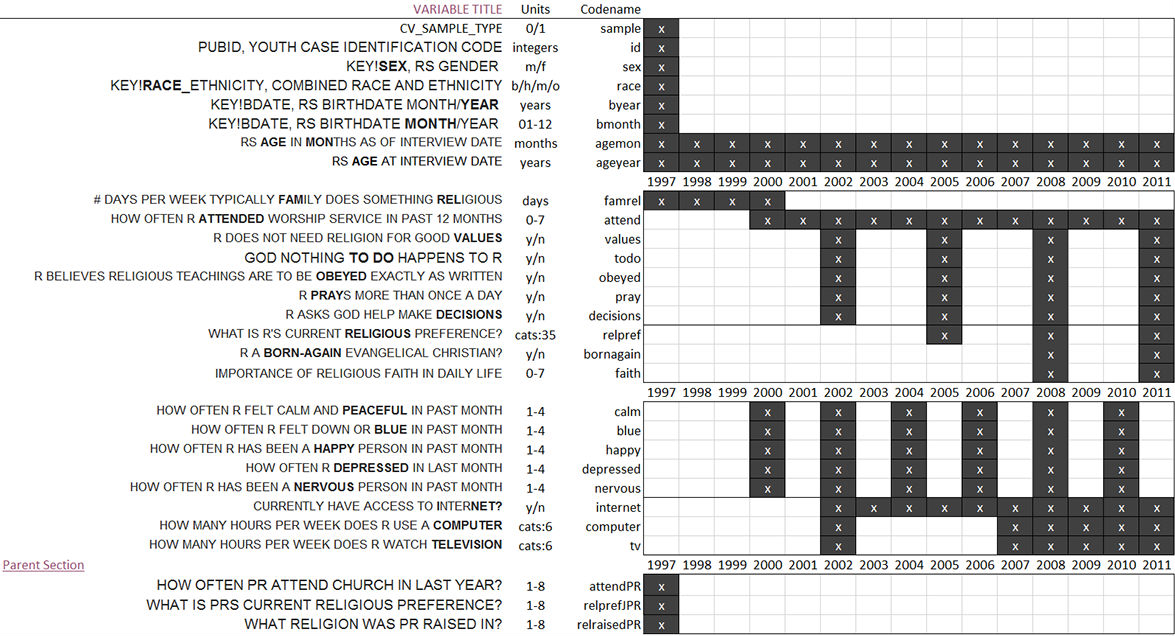 VARIABLE TITLE Units Codename
CV_SAMPLE_TYPE 0/1 sample x
PUBID, YOUTH CASE IDENTIFICATION CODE integers id x
KEY!SEX, RS GENDER m/f sex x
KEY!RACE_ETHNICITY, COMBINED RACE AND ETHNICITY b/h/m/o race x
KEY!BDATE, RS BIRTHDATE MONTH/YEAR years byear x
KEY!BDATE, RS BIRTHDATE MONTH/YEAR 01-12 bmonth x
RS AGE IN MONTHS AS OF INTERVIEW DATE months agemon x x x x x x x x x x x x x x x
RS AGE AT INTERVIEW DATE years ageyear x x x x x x x x x x x x x x x
1997 1998 1999 2000 2001 2002 2003 2004 2005 2006 2007 2008 2009 2010 2011
# DAYS PER WEEK TYPICALLY FAMILY DOES SOMETHING RELIGIOUS days famrel x x x x
HOW OFTEN R ATTENDED WORSHIP SERVICE IN PAST 12 MONTHS 0-7 attend x x x x x x x x x x x x
R DOES NOT NEED RELIGION FOR GOOD VALUES y/n values x x x x
GOD NOTHING TO DO HAPPENS TO R y/n todo x x x x
R BELIEVES RELIGIOUS TEACHINGS ARE TO BE OBEYED EXACTLY AS WRITTEN y/n obeyed x x x x
R PRAYS MORE THAN ONCE A DAY y/n pray x x x x
R ASKS GOD HELP MAKE DECISIONS y/n decisions x x x x
WHAT IS R'S CURRENT RELIGIOUS PREFERENCE? cats:35 relpref x x x
R A BORN-AGAIN EVANGELICAL CHRISTIAN? y/n bornagain x x
IMPORTANCE OF RELIGIOUS FAITH IN DAILY LIFE 0-7 faith x x
1997 1998 1999 2000 2001 2002 2003 2004 2005 2006 2007 2008 2009 2010 2011
HOW OFTEN R FELT CALM AND PEACEFUL IN PAST MONTH 1-4 calm x x x x x x
HOW OFTEN R FELT DOWN OR BLUE IN PAST MONTH 1-4 blue x x x x x x
HOW OFTEN R HAS BEEN A HAPPY PERSON IN PAST MONTH 1-4 happy x x x x x x
HOW OFTEN R DEPRESSED IN LAST MONTH 1-4 depressed x x x x x x
HOW OFTEN R HAS BEEN A NERVOUS PERSON IN PAST MONTH 1-4 nervous x x x x x x
CURRENTLY HAVE ACCESS TO INTERNET? y/n internet x x x x x x x x x x
HOW MANY HOURS PER WEEK DOES R USE A COMPUTER cats:6 computer x x x x x x
HOW MANY HOURS PER WEEK DOES R WATCH TELEVISION cats:6 tv x x x x x x
Parent Section 1997 1998 1999 2000 2001 2002 2003 2004 2005 2006 2007 2008 2009 2010 2011
HOW OFTEN PR ATTEND CHURCH IN LAST YEAR? 1-8 attendPR x
WHAT IS PRS CURRENT RELIGIOUS PREFERENCE? 1-8 relprefJPR x
WHAT RELIGION WAS PR RAISED IN? 1-8 relraisedPR x